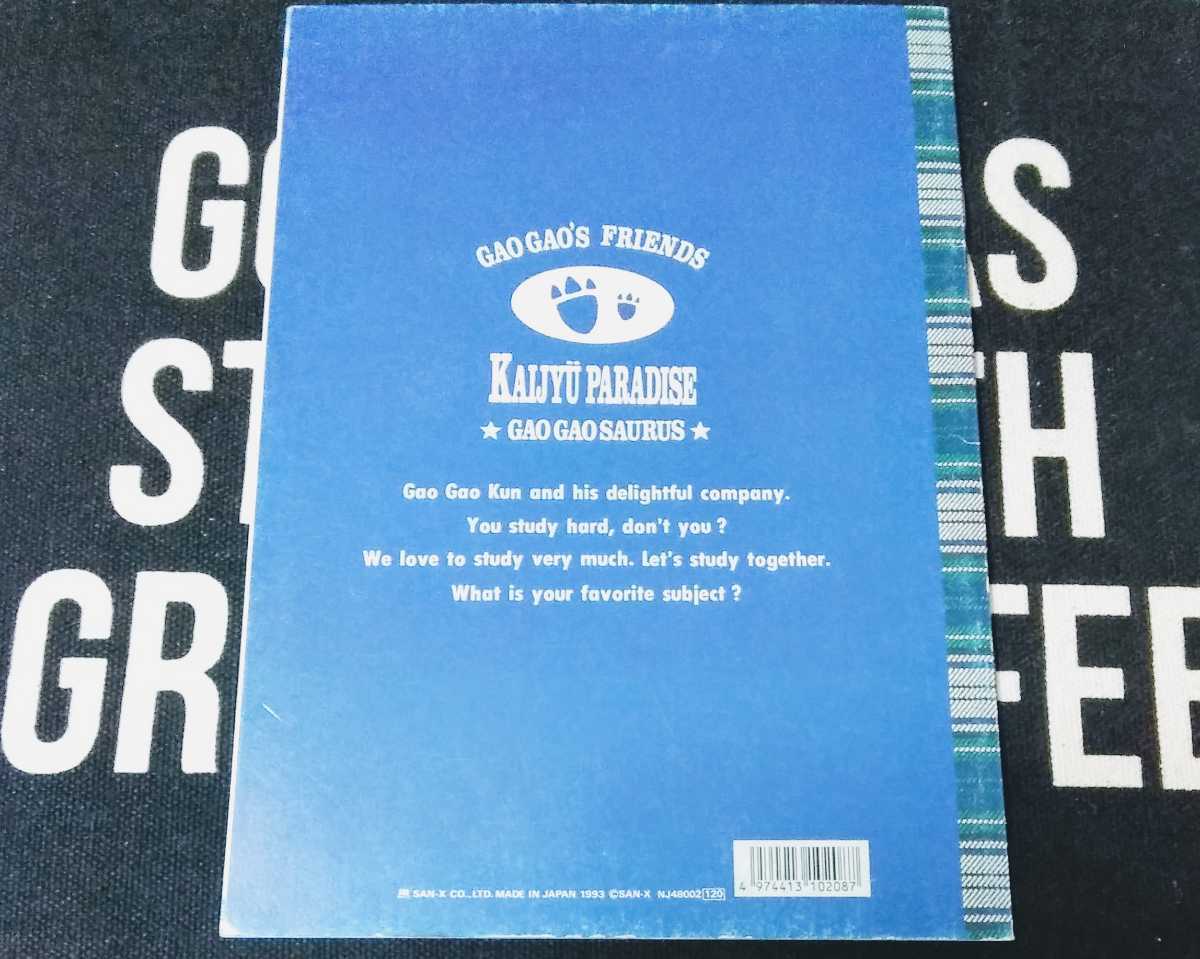 GAO GAO'S FRIENDS
KAIJYÜ PARADISE
★ GAO GAO SAURUS ★
Gao Gao Kun and his delightful company.
You study hard, don't you ?
We love to study very much. Let's study together.
What is your favorite subject ?
SAN-X CO.,LTD. MADE IN JAPAN 1993 ©SAN-X NJ48002 120
4 974413 102087